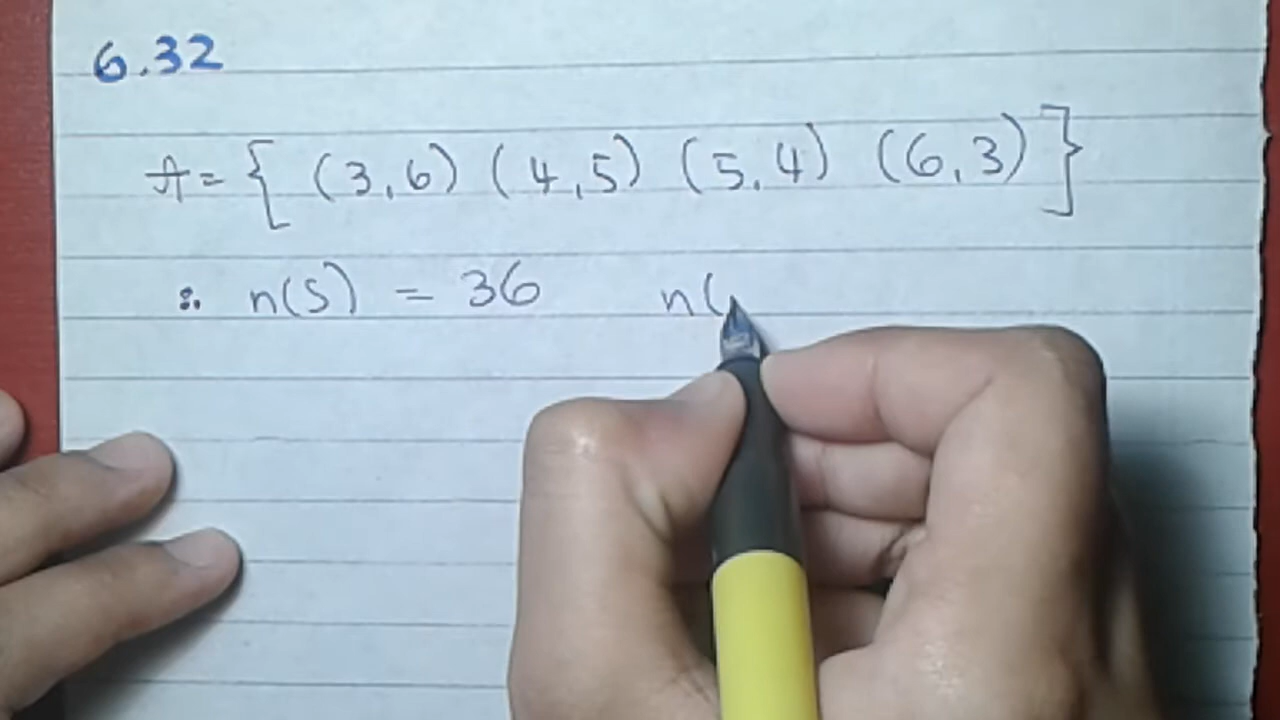 6.32
A = { (3,6) (4,5) (5,4) (6,3) }
∴ n(S) = 36 n(